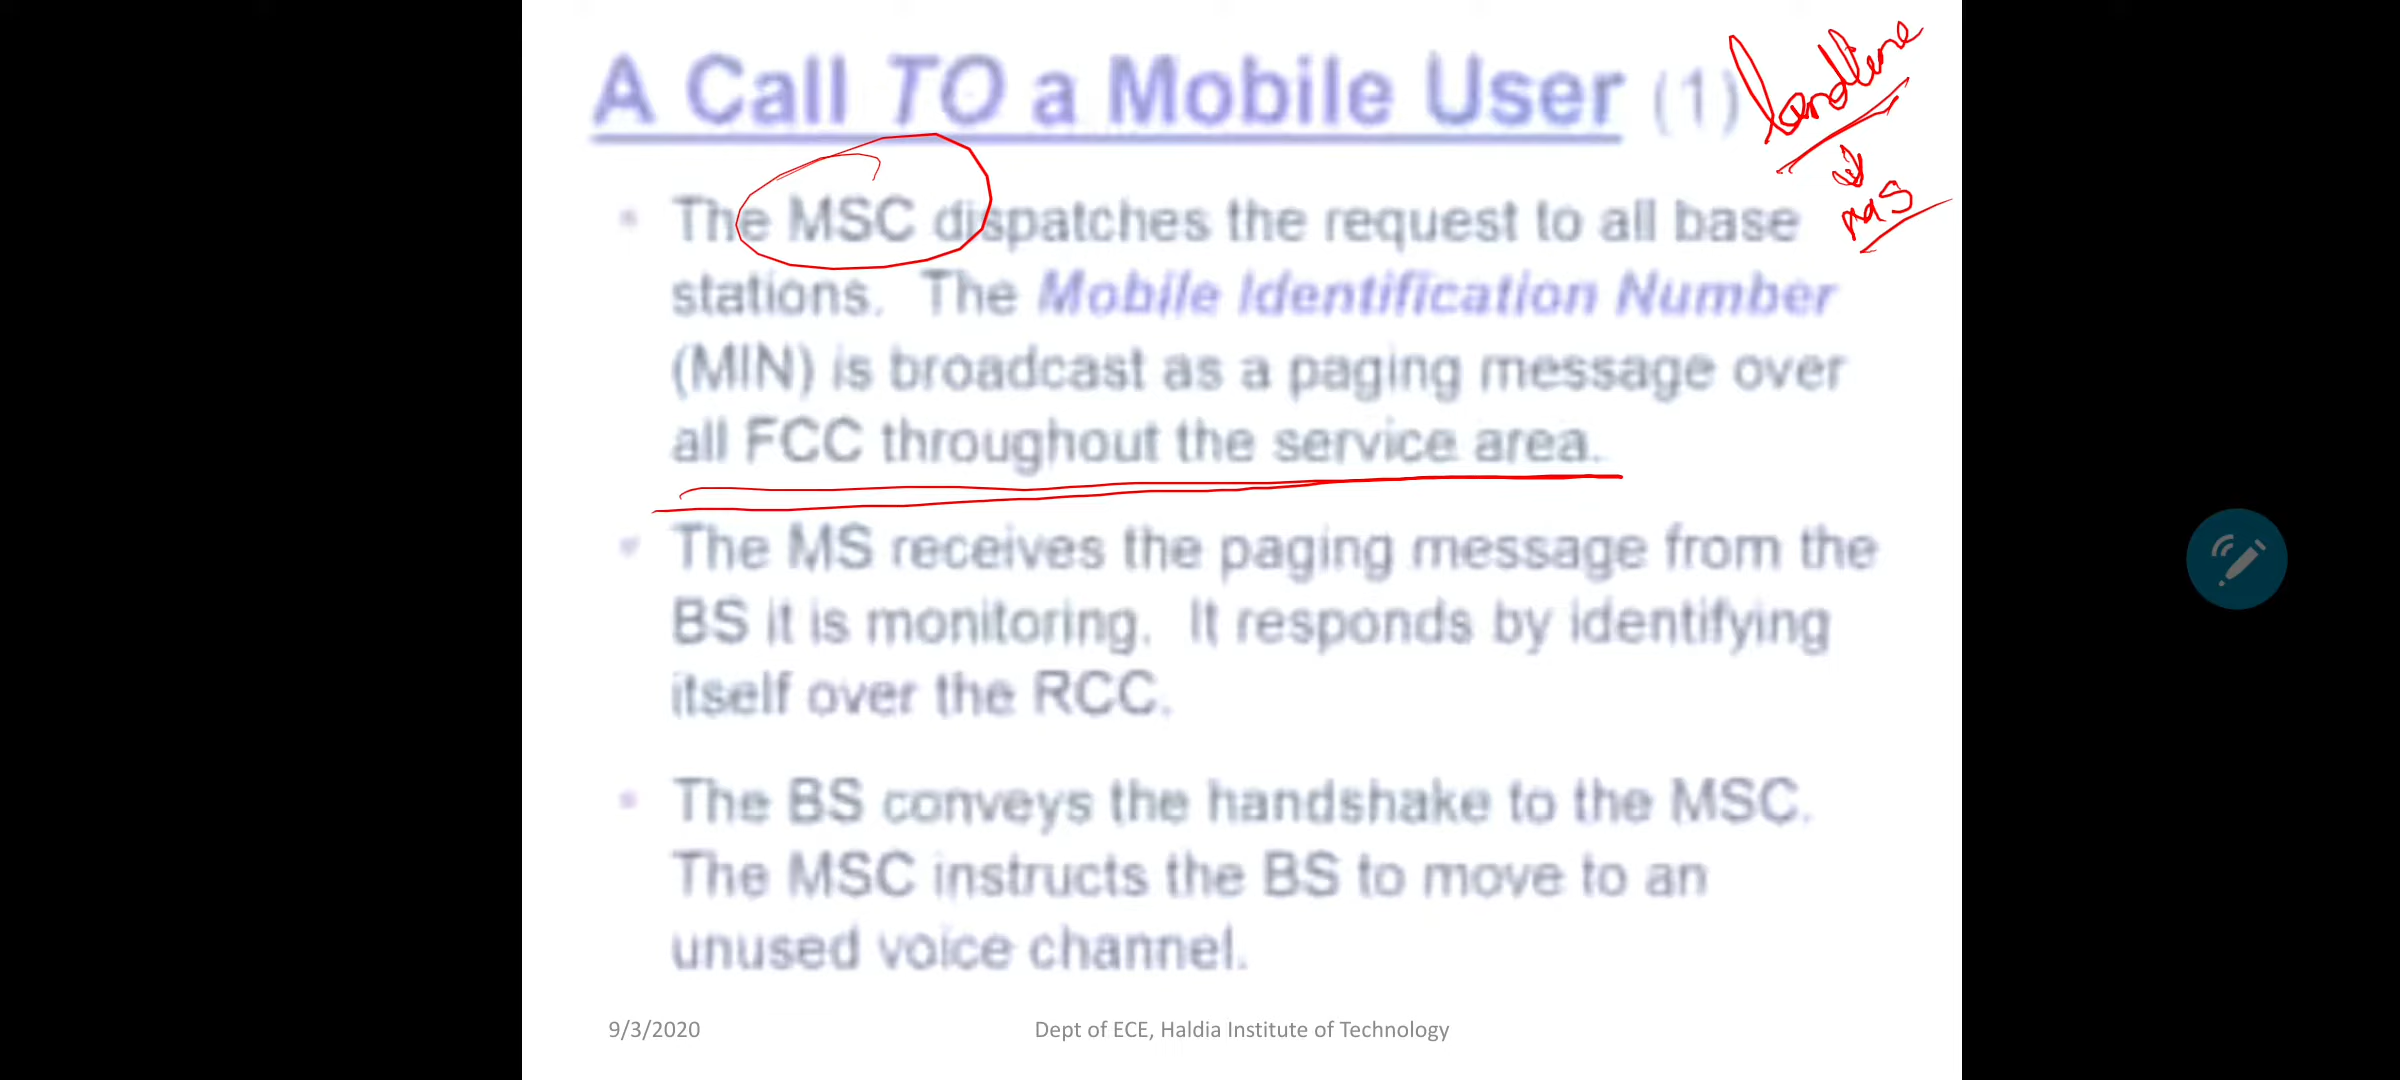 A Call TO a Mobile User (1)
landline
MS
• The MSC dispatches the request to all base
stations. The Mobile Identification Number
(MIN) is broadcast as a paging message over
all FCC throughout the service area.
• The MS receives the paging message from the
BS it is monitoring. It responds by identifying
itself over the RCC.
• The BS conveys the handshake to the MSC.
The MSC instructs the BS to move to an
unused voice channel.
9/3/2020
Dept of ECE, Haldia Institute of Technology